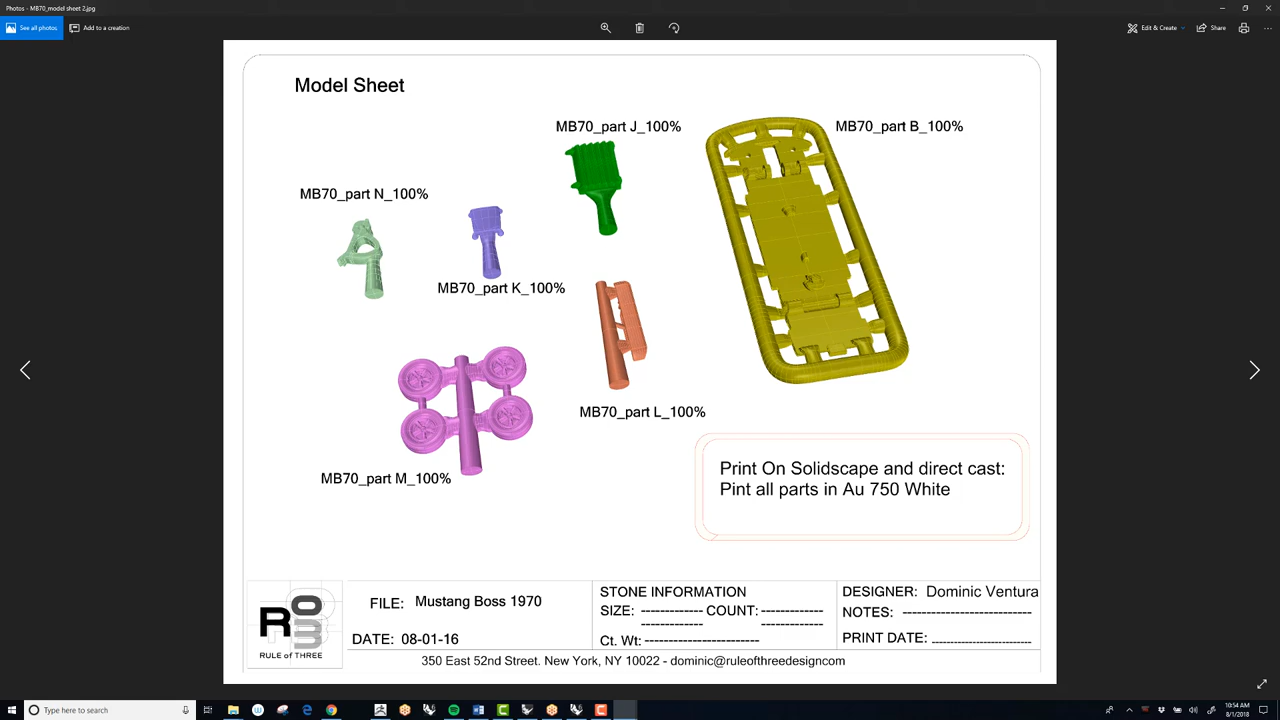 Photos - MB70_model sheet 2.jpg
See all photos
Add to a creation
Edit & Create
Share
Model Sheet
MB70_part J_100%
MB70_part B_100%
MB70_part N_100%
MB70_part K_100%
MB70_part L_100%
MB70_part M_100%
Print On Solidscape and direct cast:
Pint all parts in Au 750 White
RO3
RULE of THREE
FILE: Mustang Boss 1970
DATE: 08-01-16
STONE INFORMATION
SIZE: ------------- COUNT: -------------
------------- -------------
Ct. Wt: ------------------------
DESIGNER: Dominic Ventura
NOTES: ---------------------------
PRINT DATE: ---------------------
350 East 52nd Street. New York, NY 10022 - dominic@ruleofthreedesigncom
Type here to search
10:54 AM
8/1/2018